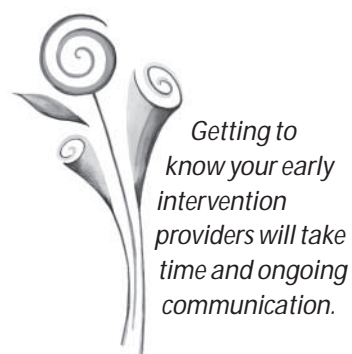 Getting to
know your early
intervention
providers will take
time and ongoing
communication.